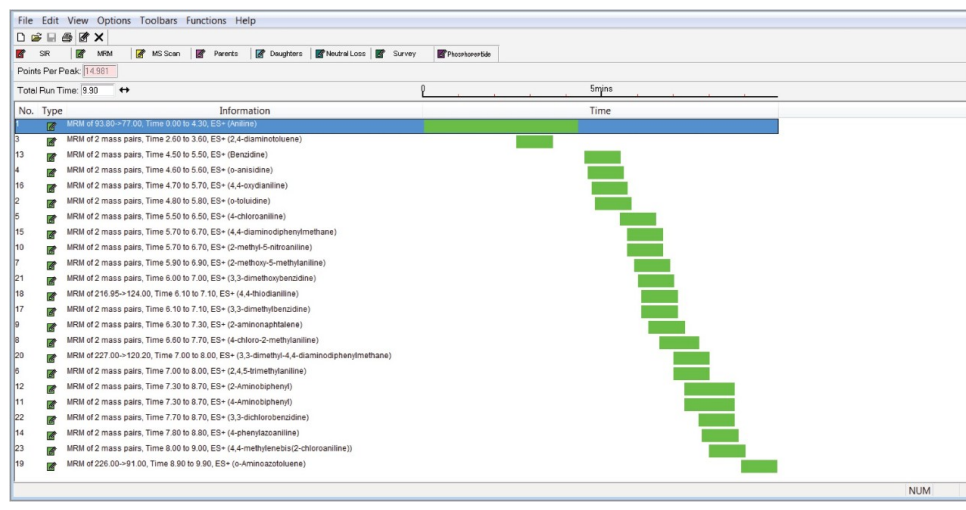 File Edit View Options Toolbars Functions Help
SIR MRM MS Scan Parents Daughters Neutral Loss Survey Phosphopeptide
Points Per Peak: 14.981
Total Run Time: 9.90 0 5mins
No. Type Information Time
1 MRM of 93.80->77.00, Time 0.00 to 4.30, ES+ (Aniline)
3 MRM of 2 mass pairs, Time 2.60 to 3.60, ES+ (2,4-diaminotoluene)
13 MRM of 2 mass pairs, Time 4.50 to 5.50, ES+ (Benzidine)
4 MRM of 2 mass pairs, Time 4.60 to 5.60, ES+ (o-anisidine)
16 MRM of 2 mass pairs, Time 4.70 to 5.70, ES+ (4,4-oxydianiline)
2 MRM of 2 mass pairs, Time 4.80 to 5.80, ES+ (o-toluidine)
5 MRM of 2 mass pairs, Time 5.50 to 6.50, ES+ (4-chloroaniline)
15 MRM of 2 mass pairs, Time 5.70 to 6.70, ES+ (4,4-diaminodiphenylmethane)
10 MRM of 2 mass pairs, Time 5.70 to 6.70, ES+ (2-methyl-5-nitroaniline)
7 MRM of 2 mass pairs, Time 5.90 to 6.90, ES+ (2-methoxy-5-methylaniline)
21 MRM of 2 mass pairs, Time 6.00 to 7.00, ES+ (3,3-dimethoxybenzidine)
18 MRM of 216.95->124.00, Time 6.10 to 7.10, ES+ (4,4-thiodianiline)
17 MRM of 2 mass pairs, Time 6.10 to 7.10, ES+ (3,3-dimethylbenzidine)
9 MRM of 2 mass pairs, Time 6.30 to 7.30, ES+ (2-aminonaphtalene)
8 MRM of 2 mass pairs, Time 6.60 to 7.70, ES+ (4-chloro-2-methylaniline)
20 MRM of 227.00->120.20, Time 7.00 to 8.00, ES+ (3,3-dimethyl-4,4-diaminodiphenylmethane)
6 MRM of 2 mass pairs, Time 7.00 to 8.00, ES+ (2,4,5-trimethylaniline)
12 MRM of 2 mass pairs, Time 7.30 to 8.70, ES+ (2-Aminobiphenyl)
11 MRM of 2 mass pairs, Time 7.30 to 8.70, ES+ (4-Aminobiphenyl)
22 MRM of 2 mass pairs, Time 7.70 to 8.70, ES+ (3,3-dichlorobenzidine)
14 MRM of 2 mass pairs, Time 7.80 to 8.80, ES+ (4-phenylazoaniline)
23 MRM of 2 mass pairs, Time 8.00 to 9.00, ES+ (4,4-methylenebis(2-chloroaniline))
19 MRM of 226.00->91.00, Time 8.90 to 9.90, ES+ (o-Aminoazotoluene)
NUM